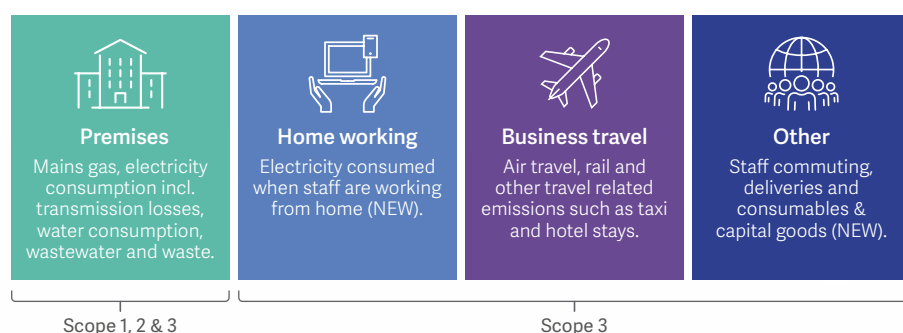 Premises
Mains gas, electricity
consumption incl.
transmission losses,
water consumption,
wastewater and waste.
Home working
Electricity consumed
when staff are working
from home (NEW).
Business travel
Air travel, rail and
other travel related
emissions such as taxi
and hotel stays.
Other
Staff commuting,
deliveries and
consumables &
capital goods (NEW).
Scope 1, 2 & 3
Scope 3